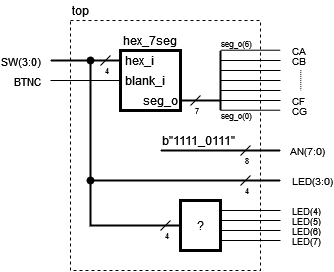 top
hex_7seg
SW(3:0)
4
hex_i
BTNC
blank_i
seg_o
7
seg_o(6)
CA
CB
CF
CG
seg_o(0)
b"1111_0111"
8
AN(7:0)
4
LED(3:0)
4
?
LED(4)
LED(5)
LED(6)
LED(7)